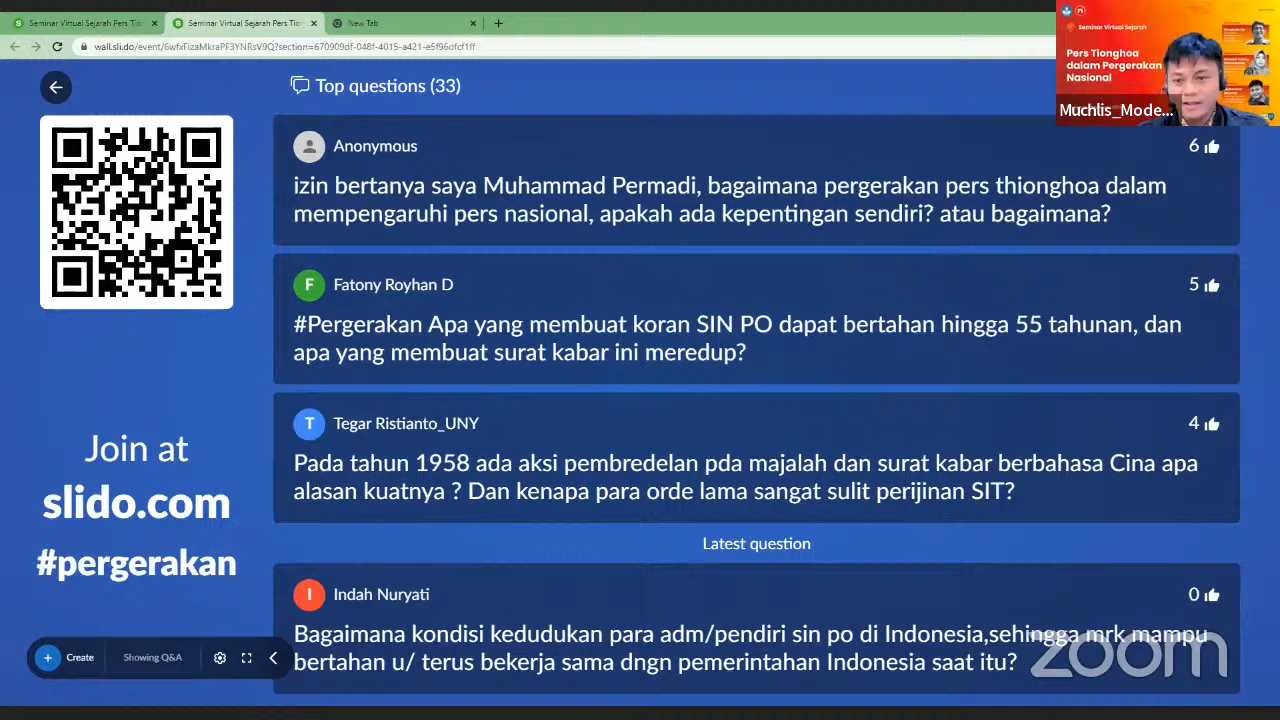 Seminar Virtual Sejarah Pers Tior
Seminar Virtual Sejarah Pers Tior
New Tab
wall.sli.do/event/6wfxFizaMkraPF3YNRsV9Q?section=670909df-048f-4015-a421-e5f96dfcf1ff
Seminar Virtual Sejarah
Pers Tionghoa
dalam Pergerakan
Nasional
Muchlis_Mode...
Top questions (33)
Anonymous
6
izin bertanya saya Muhammad Permadi, bagaimana pergerakan pers thionghoa dalam
mempengaruhi pers nasional, apakah ada kepentingan sendiri? atau bagaimana?
F
Fatony Royhan D
5
#Pergerakan Apa yang membuat koran SIN PO dapat bertahan hingga 55 tahunan, dan
apa yang membuat surat kabar ini meredup?
T
Tegar Ristianto_UNY
4
Pada tahun 1958 ada aksi pembredelan pda majalah dan surat kabar berbahasa Cina apa
alasan kuatnya ? Dan kenapa para orde lama sangat sulit perijinan SIT?
Latest question
I
Indah Nuryati
0
Bagaimana kondisi kedudukan para adm/pendiri sin po di Indonesia,sehingga mrk mampu
bertahan u/ terus bekerja sama dngn pemerintahan Indonesia saat itu?
Join at
slido.com
#pergerakan
Create
Showing Q&A
zoom